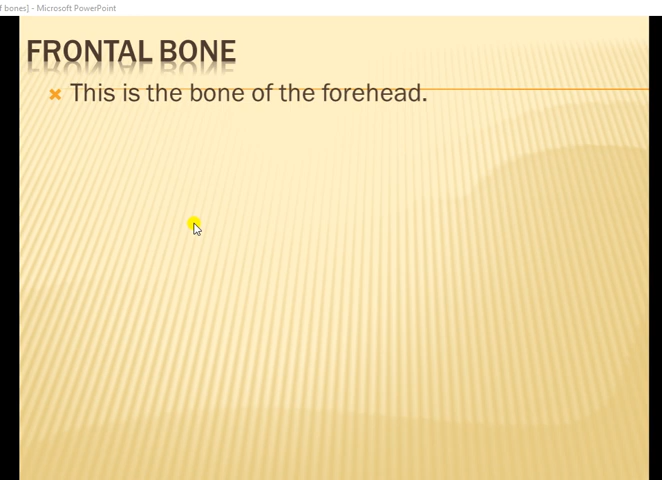 f bones] - Microsoft PowerPoint
FRONTAL BONE
This is the bone of the forehead.